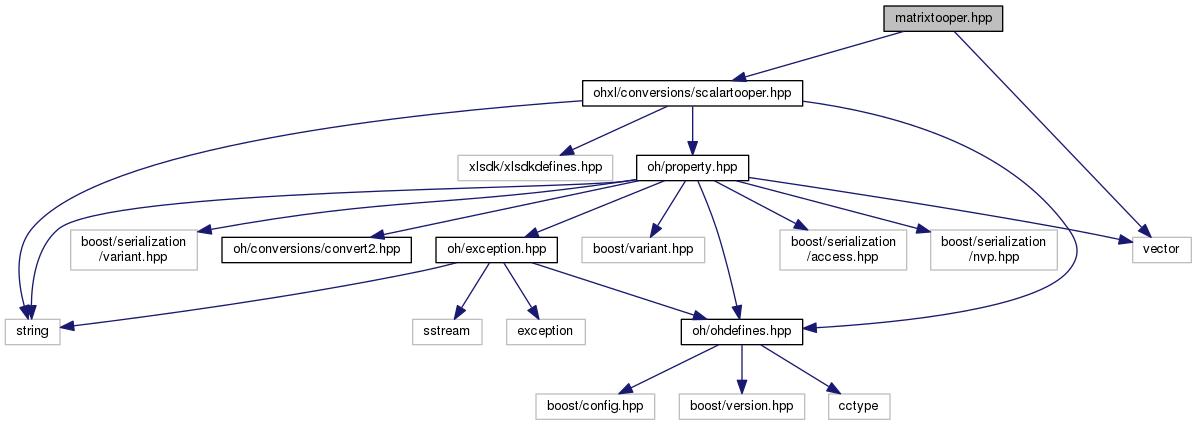 matrixtooper.hpp
ohxl/conversions/scalartooper.hpp
xlsdk/xlsdkdefines.hpp
oh/property.hpp
boost/serialization
/variant.hpp
oh/conversions/convert2.hpp
oh/exception.hpp
boost/variant.hpp
boost/serialization
/access.hpp
boost/serialization
/nvp.hpp
vector
string
sstream
exception
oh/ohdefines.hpp
boost/config.hpp
boost/version.hpp
cctype